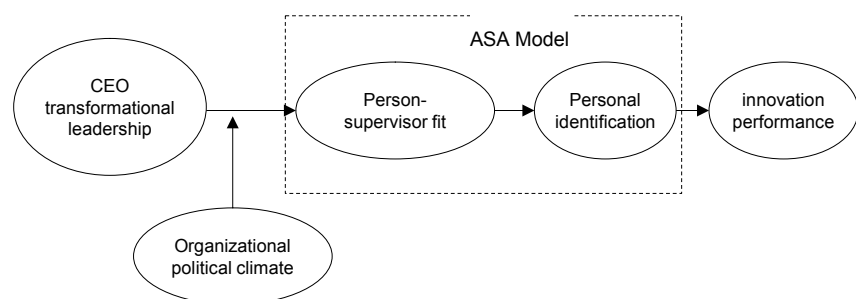 ASA Model
CEO
transformational
leadership
Person-
supervisor fit
Personal
identification
innovation
performance
Organizational
political climate